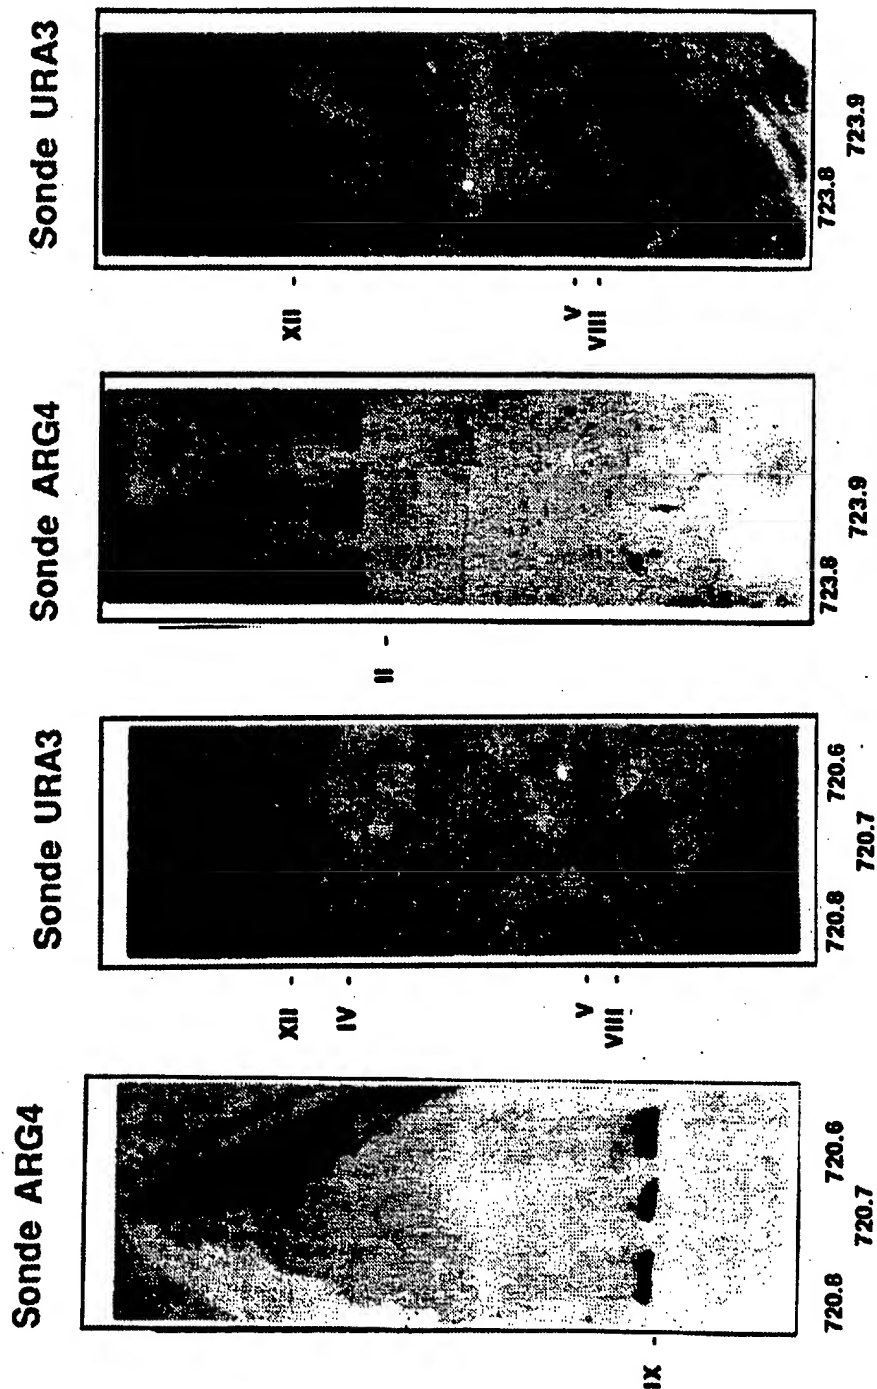 Sonde ARG4
IX -
720.8 720.6
720.7
Sonde URA3
XII -
IV -
V -
VIII -
720.8 720.6
720.7
Sonde ARG4
II -
723.8
723.9
Sonde URA3
XII -
V -
VIII -
723.8
723.9